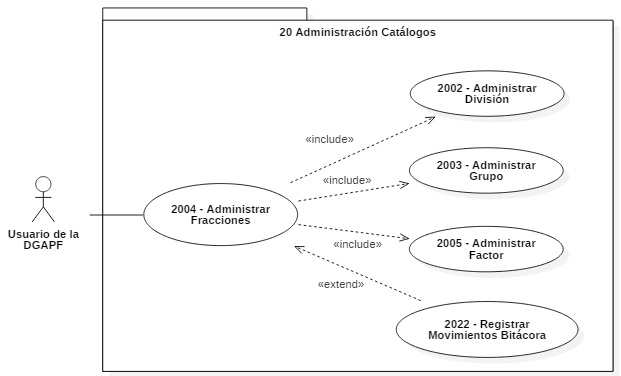 20 Administración Catálogos
2002 - Administrar
División
«include»
2003 - Administrar
Grupo
«include»
2004 - Administrar
Fracciones
Usuario de la
DGAPF
«include»
2005 - Administrar
Factor
«extend»
2022 - Registrar
Movimientos Bitácora